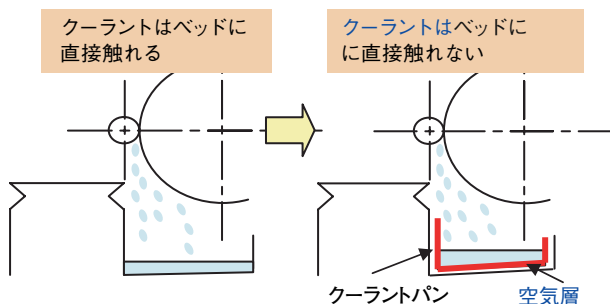 クーラントはベッドに
直接触れる
クーラントはベッドに
に直接触れない
クーラントパン
空気層